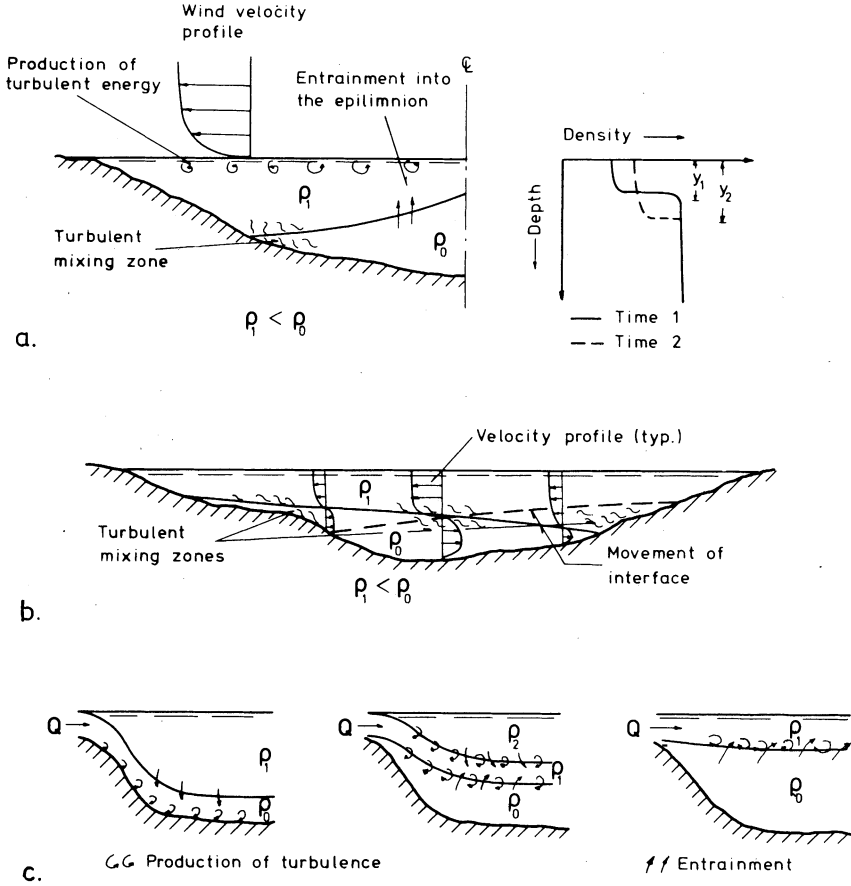 Wind velocity
profile
Production of
turbulent energy
Entrainment into
the epilimnion
℄
ρ₁
ρ₀
Turbulent
mixing zone
ρ₁ < ρ₀
a.
Density
Depth
y₁
y₂
Time 1
Time 2
Velocity profile (typ.)
ρ₁
ρ₀
Turbulent
mixing zones
Movement of
interface
ρ₁ < ρ₀
b.
Q
ρ₁
ρ₀
Q
ρ₂
ρ₁
ρ₀
Q
ρ₁
ρ₀
c.
Production of turbulence
Entrainment